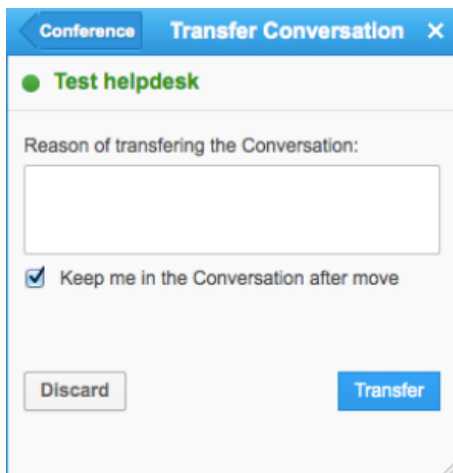 Conference Transfer Conversation ×
Test helpdesk
Reason of transfering the Conversation:
Keep me in the Conversation after move
Discard Transfer